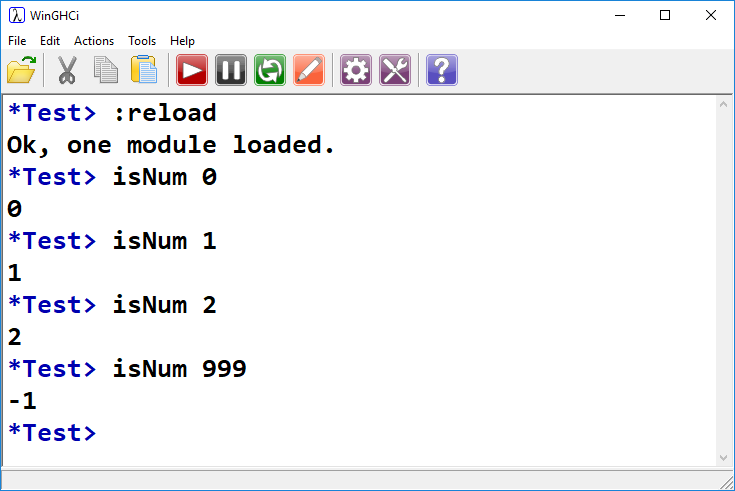 WinGHCi
File Edit Actions Tools Help
*Test> :reload
Ok, one module loaded.
*Test> isNum 0
0
*Test> isNum 1
1
*Test> isNum 2
2
*Test> isNum 999
-1
*Test>